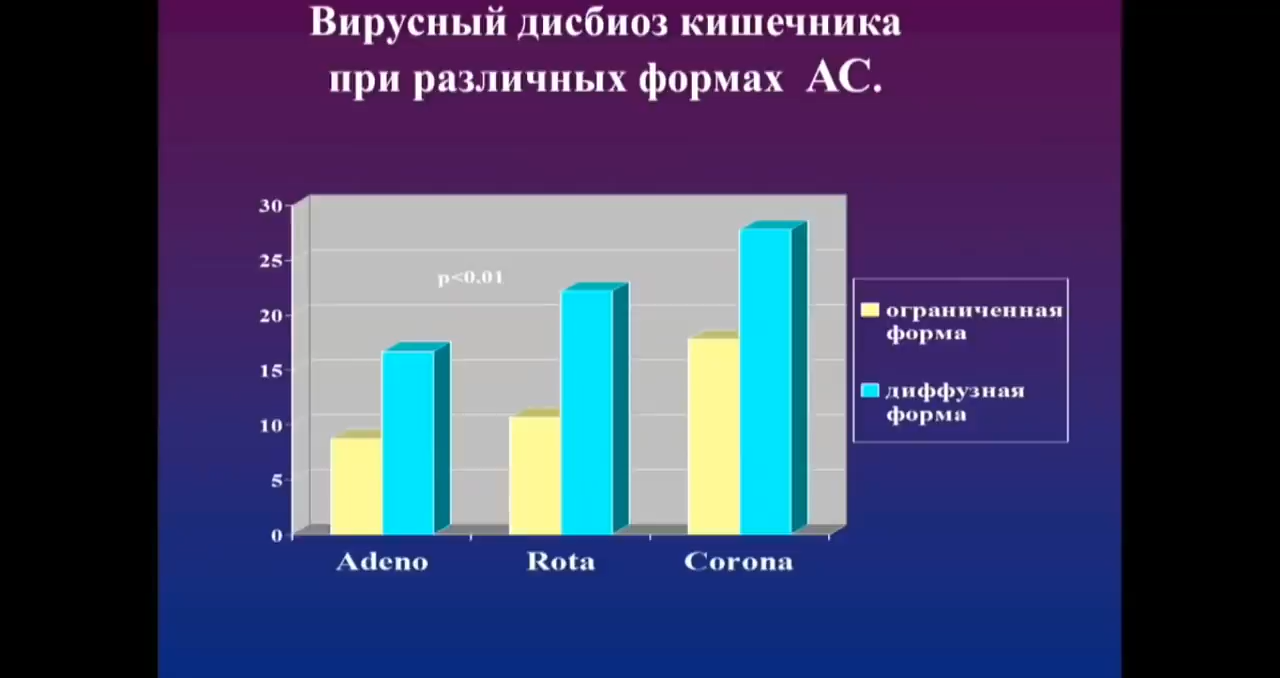 Вирусный дисбиоз кишечника
при различных формах АС.
30
25
20
15
10
5
0
p<0.01
Adeno
Rota
Corona
ограниченная
форма
диффузная
форма